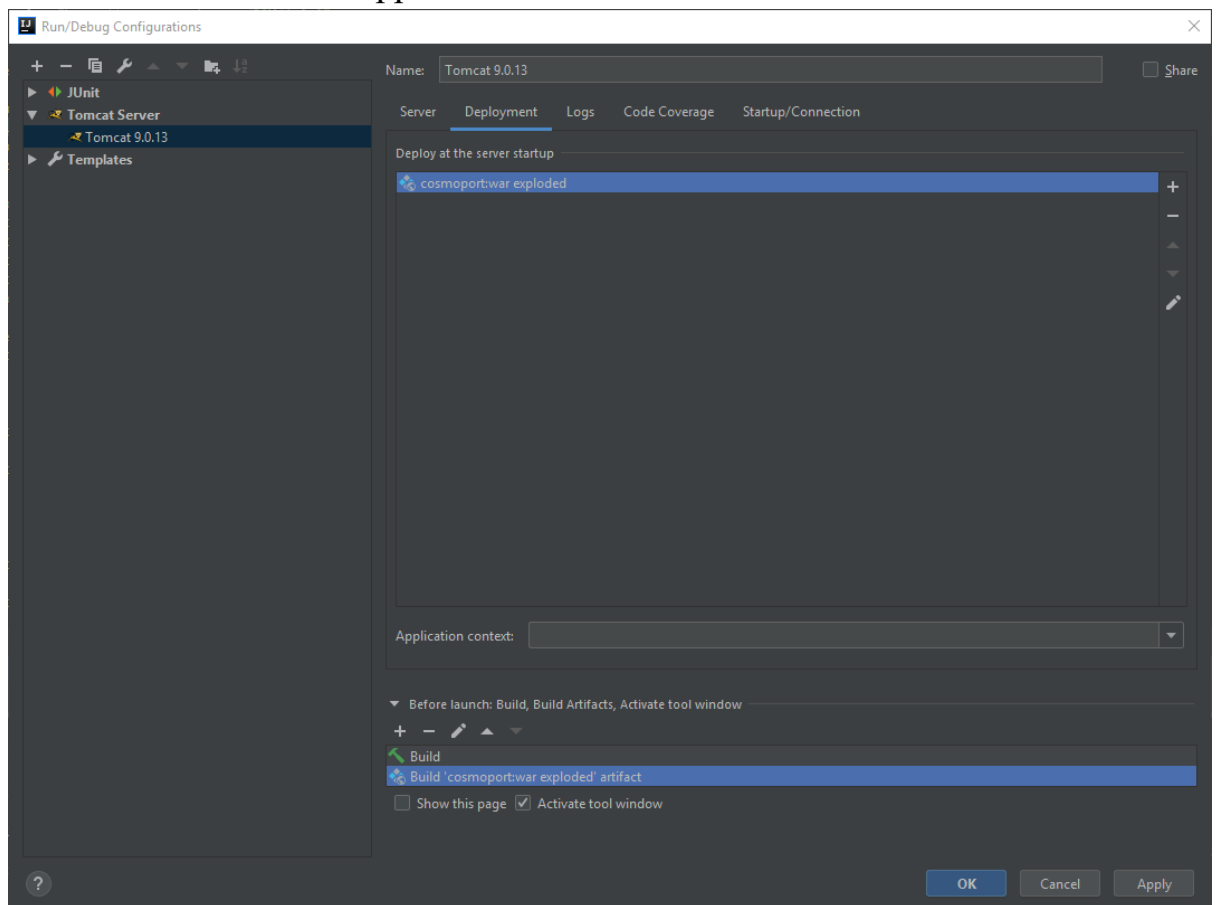 Run/Debug Configurations
Name: Tomcat 9.0.13
Share
JUnit
Tomcat Server
Tomcat 9.0.13
Templates
Server Deployment Logs Code Coverage Startup/Connection
Deploy at the server startup
cosmoport:war exploded
Application context:
Before launch: Build, Build Artifacts, Activate tool window
Build
Build 'cosmoport:war exploded' artifact
Show this page Activate tool window
?
OK Cancel Apply